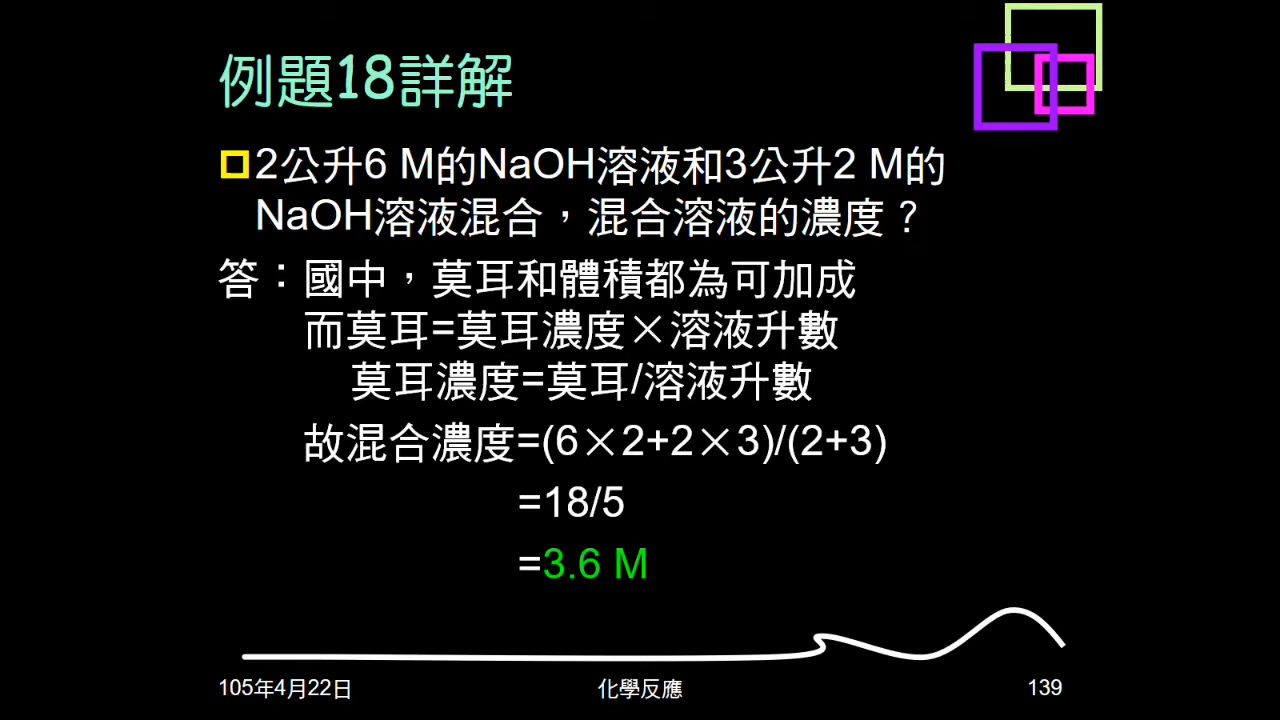 例題18詳解
2公升6 M的NaOH溶液和3公升2 M的
NaOH溶液混合，混合溶液的濃度？
答：國中，莫耳和體積都為可加成
而莫耳=莫耳濃度×溶液升數
莫耳濃度=莫耳/溶液升數
故混合濃度=(6×2+2×3)/(2+3)
=18/5
=3.6 M
105年4月22日
化學反應
139